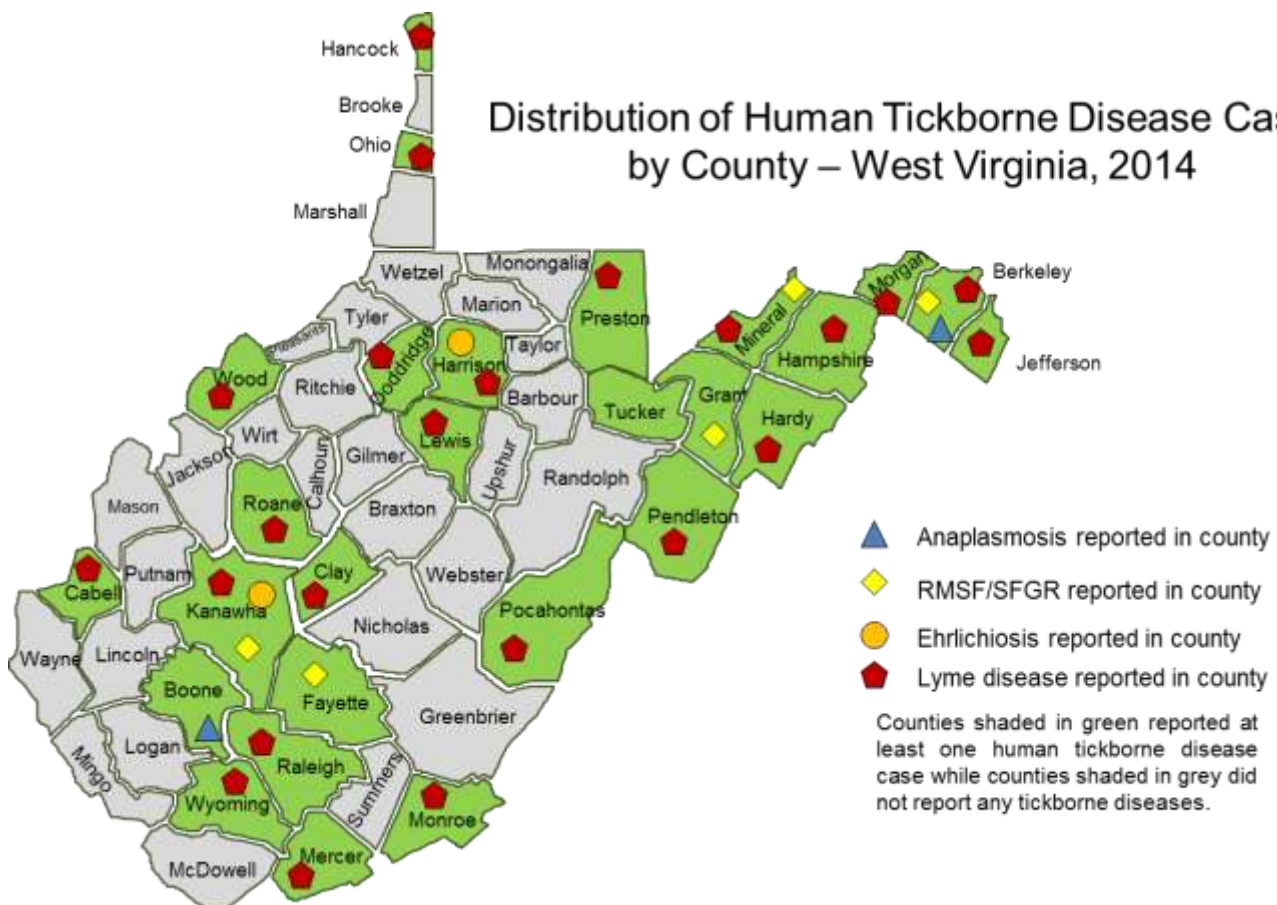 Hancock
Brooke
Distribution of Human Tickborne Disease Cas
by County – West Virginia, 2014
Ohio
Marshall
Wetzel
Monongalia
Marion
Morgan
Berkeley
Tyler
Preston
Mineral
Hampshire
Jefferson
Pleasants
Doddridge
Harrison
Taylor
Wood
Ritchie
Barbour
Tucker
Grant
Hardy
Wirt
Lewis
Gilmer
Upshur
Jackson
Calhoun
Randolph
Roane
Mason
Braxton
Pendleton
Anaplasmosis reported in county
Putnam
Clay
Webster
Cabell
Kanawha
RMSF/SFGR reported in county
Pocahontas
Nicholas
Ehrlichiosis reported in county
Wayne
Lincoln
Boone
Lyme disease reported in county
Fayette
Greenbrier
Counties shaded in green reported at
least one human tickborne disease
case while counties shaded in grey did
not report any tickborne diseases.
Logan
Mingo
Raleigh
Summers
Wyoming
Monroe
Mercer
McDowell